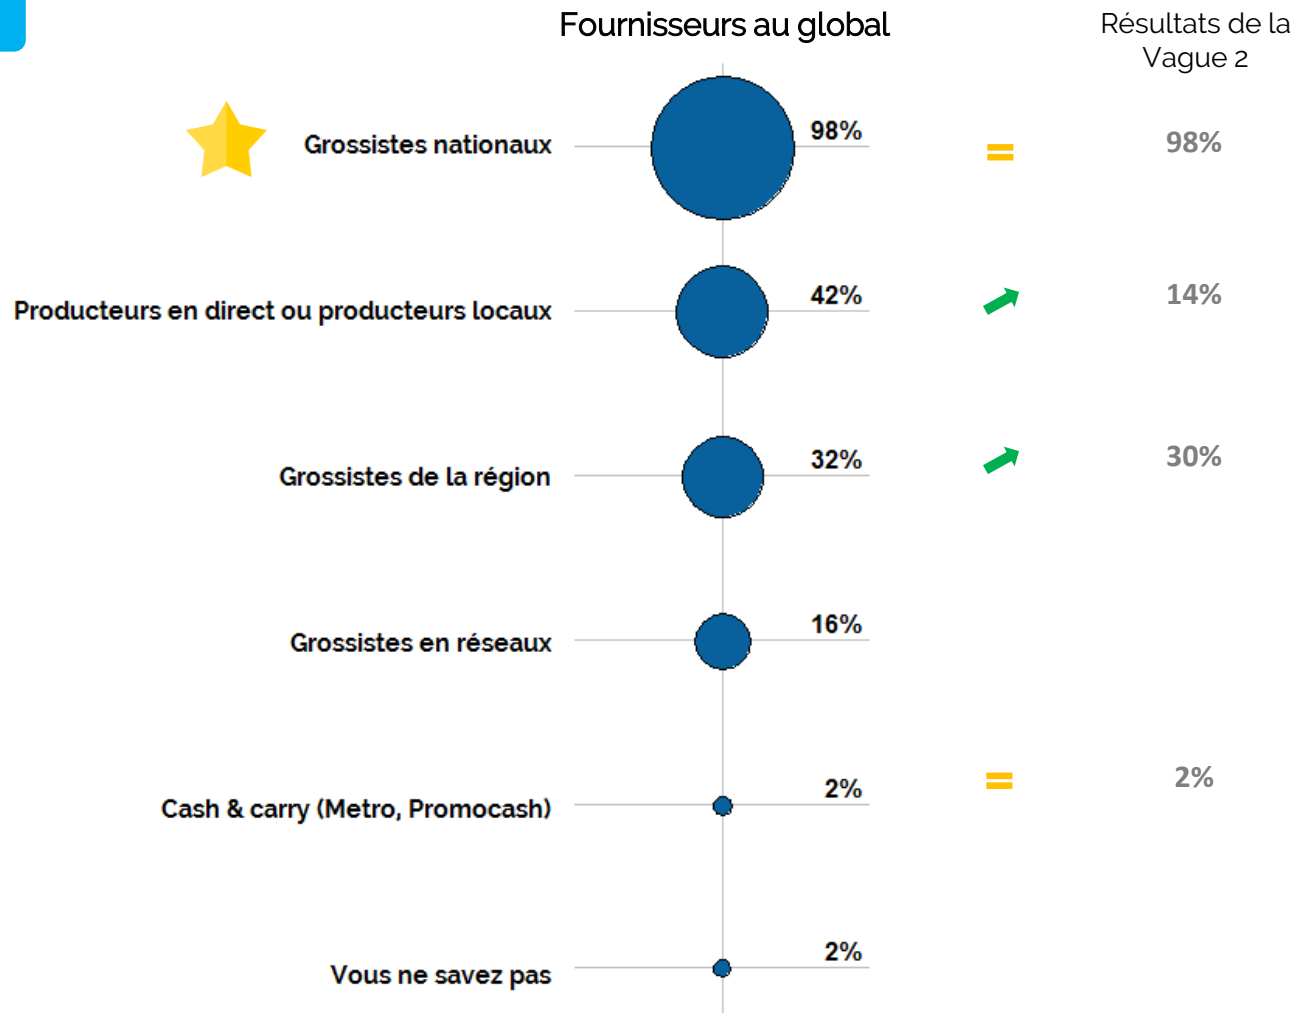 Fournisseurs au global
Résultats de la
Vague 2
Grossistes nationaux 98% = 98%
Producteurs en direct ou producteurs locaux 42% 14%
Grossistes de la région 32% 30%
Grossistes en réseaux 16%
Cash & carry (Metro, Promocash) 2% = 2%
Vous ne savez pas 2%